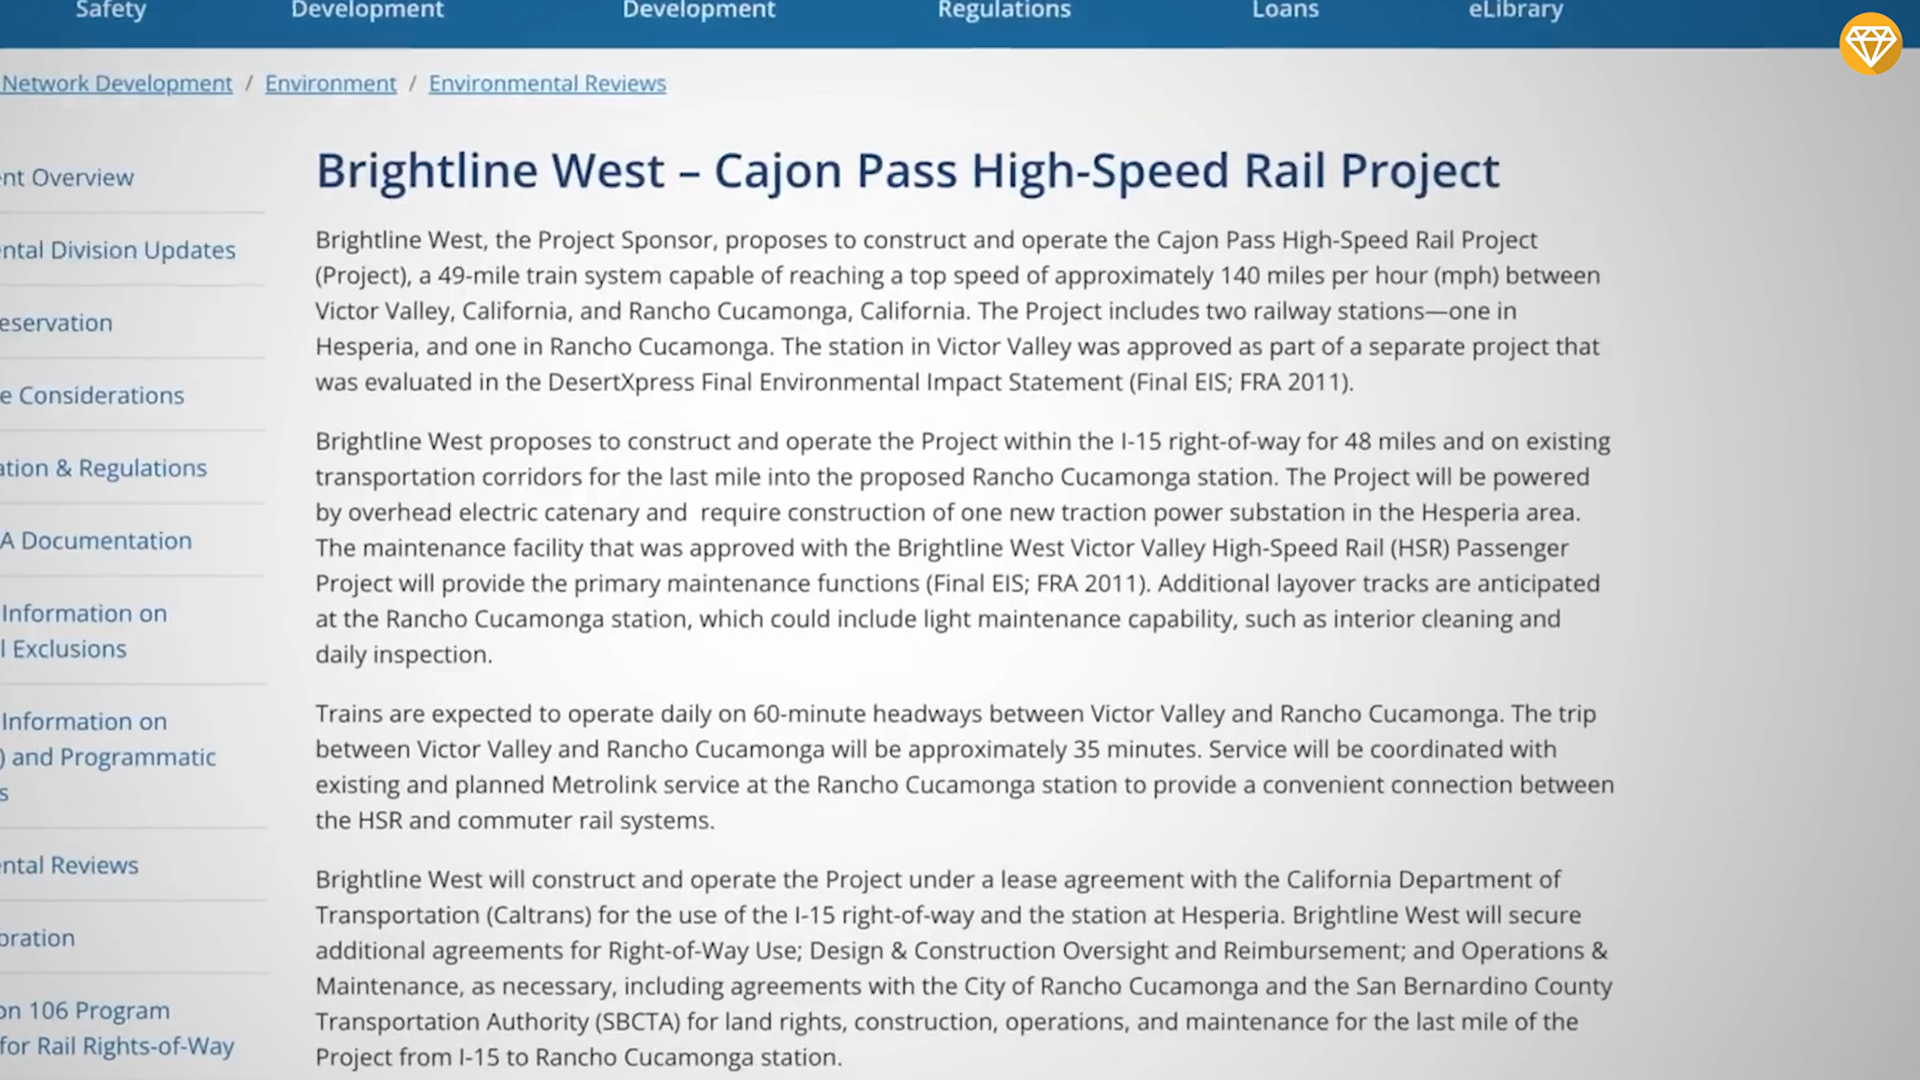 Safety
Development
Development
Regulations
Loans
eLibrary
Network Development / Environment / Environmental Reviews
nt Overview
ntal Division Updates
eservation
e Considerations
ation & Regulations
A Documentation
Information on
l Exclusions
Information on
) and Programmatic
s
ntal Reviews
oration
on 106 Program
for Rail Rights-of-Way
Brightline West – Cajon Pass High-Speed Rail Project
Brightline West, the Project Sponsor, proposes to construct and operate the Cajon Pass High-Speed Rail Project
(Project), a 49-mile train system capable of reaching a top speed of approximately 140 miles per hour (mph) between
Victor Valley, California, and Rancho Cucamonga, California. The Project includes two railway stations—one in
Hesperia, and one in Rancho Cucamonga. The station in Victor Valley was approved as part of a separate project that
was evaluated in the DesertXpress Final Environmental Impact Statement (Final EIS; FRA 2011).
Brightline West proposes to construct and operate the Project within the I-15 right-of-way for 48 miles and on existing
transportation corridors for the last mile into the proposed Rancho Cucamonga station. The Project will be powered
by overhead electric catenary and require construction of one new traction power substation in the Hesperia area.
The maintenance facility that was approved with the Brightline West Victor Valley High-Speed Rail (HSR) Passenger
Project will provide the primary maintenance functions (Final EIS; FRA 2011). Additional layover tracks are anticipated
at the Rancho Cucamonga station, which could include light maintenance capability, such as interior cleaning and
daily inspection.
Trains are expected to operate daily on 60-minute headways between Victor Valley and Rancho Cucamonga. The trip
between Victor Valley and Rancho Cucamonga will be approximately 35 minutes. Service will be coordinated with
existing and planned Metrolink service at the Rancho Cucamonga station to provide a convenient connection between
the HSR and commuter rail systems.
Brightline West will construct and operate the Project under a lease agreement with the California Department of
Transportation (Caltrans) for the use of the I-15 right-of-way and the station at Hesperia. Brightline West will secure
additional agreements for Right-of-Way Use; Design & Construction Oversight and Reimbursement; and Operations &
Maintenance, as necessary, including agreements with the City of Rancho Cucamonga and the San Bernardino County
Transportation Authority (SBCTA) for land rights, construction, operations, and maintenance for the last mile of the
Project from I-15 to Rancho Cucamonga station.